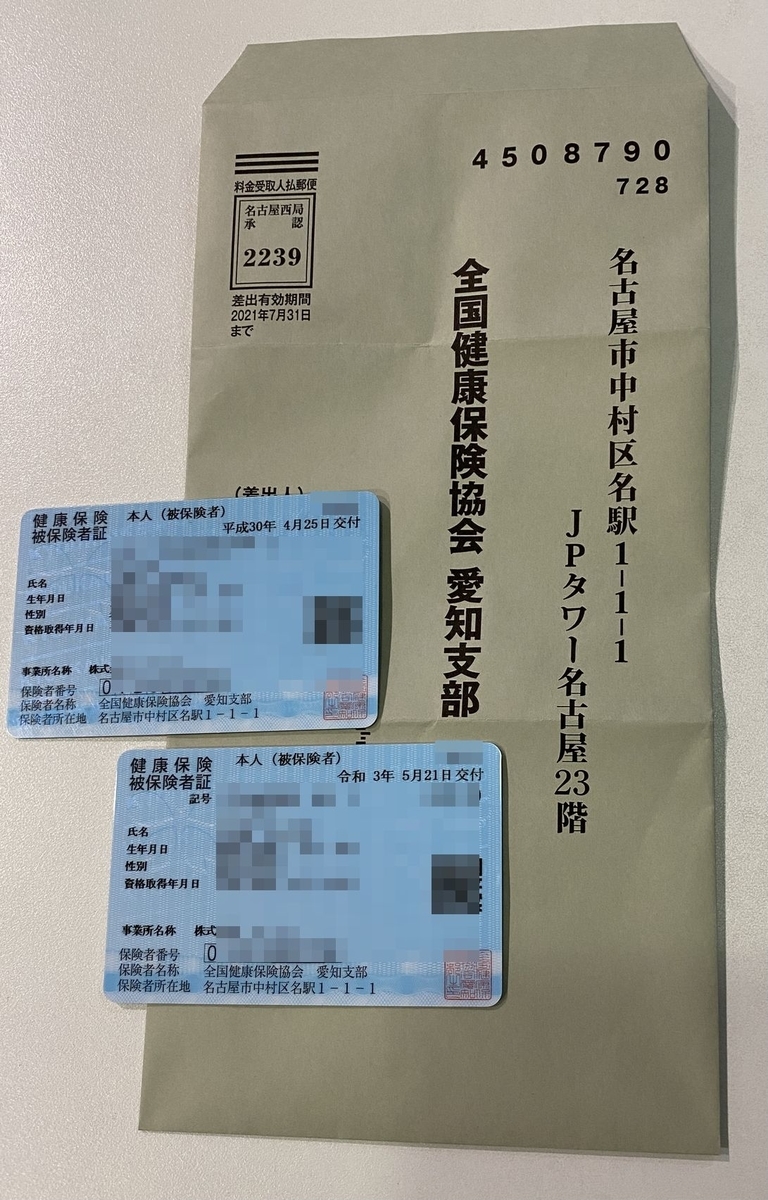 4508790
728
料金受取人払郵便
名古屋西局
承認
2239
差出有効期間
2021年7月31日
まで
名古屋市中村区名駅1-1-1
JPタワー名古屋23階
全国健康保険協会 愛知支部
(差出人)
健康保険
被保険者証
本人（被保険者）
平成30年 4月25日交付
氏名
生年月日
性別
資格取得年月日
事業所名称 株式
保険者番号 0
保険者名称 全国健康保険協会 愛知支部
保険者所在地 名古屋市中村区名駅1-1-1
健康保険
被保険者証
本人（被保険者）
令和 3年 5月21日交付
記号
氏名
生年月日
性別
資格取得年月日
事業所名称 株式
保険者番号 0
保険者名称 全国健康保険協会 愛知支部
保険者所在地 名古屋市中村区名駅1-1-1